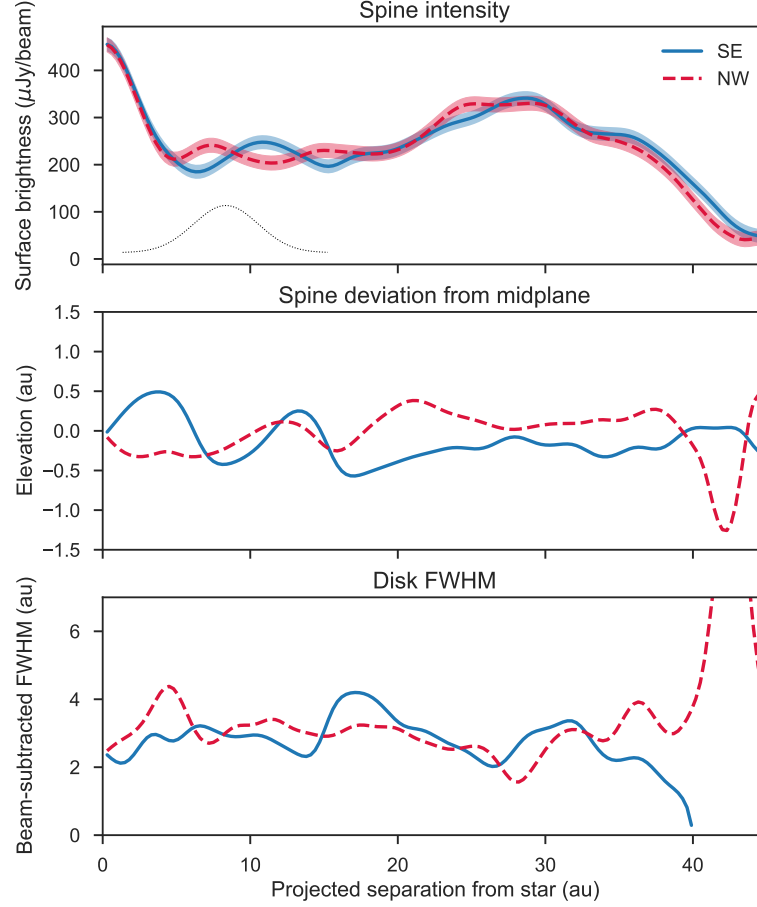 Spine intensity
Surface brightness (μJy/beam)
400
300
200
100
0
SE
NW
Spine deviation from midplane
Elevation (au)
1.5
1.0
0.5
0.0
−0.5
−1.0
−1.5
Disk FWHM
Beam-subtracted FWHM (au)
6
4
2
0
0 10 20 30 40
Projected separation from star (au)